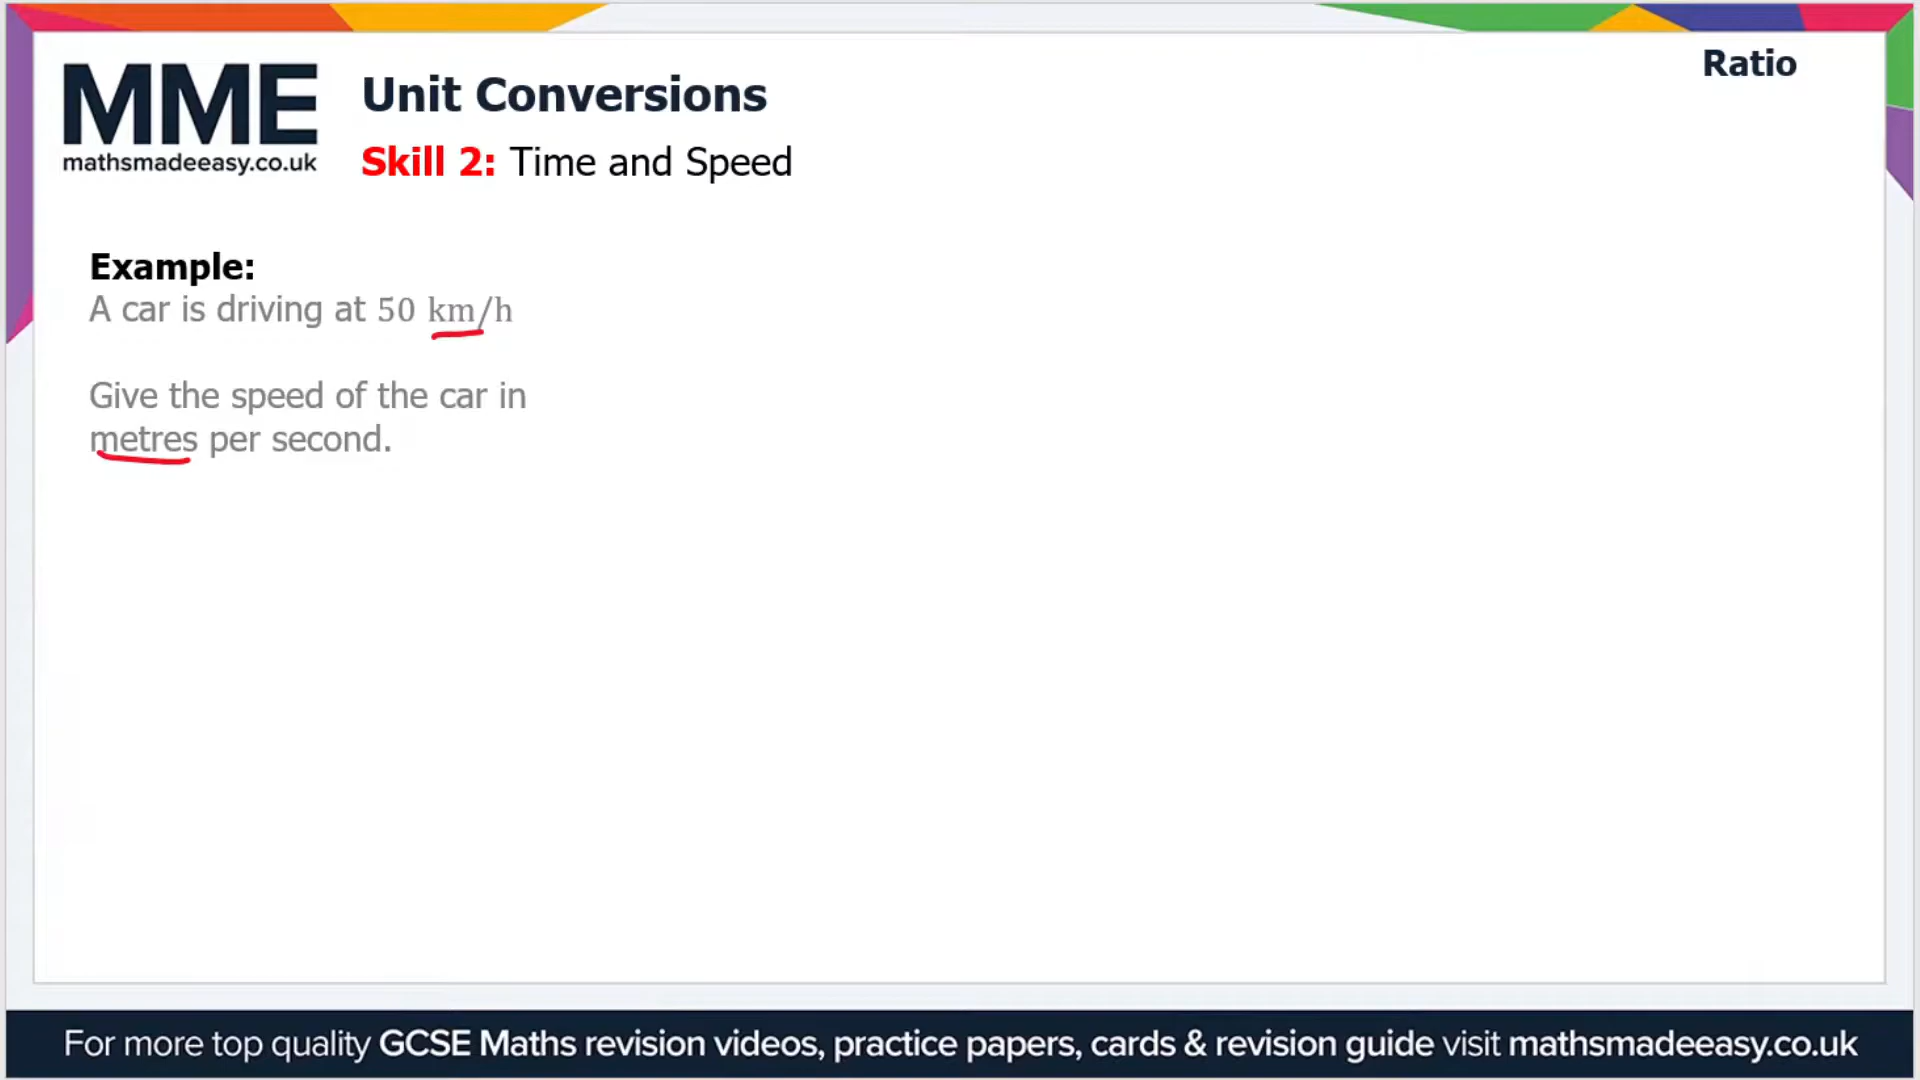 Ratio
MME
mathsmadeeasy.co.uk
Unit Conversions
Skill 2: Time and Speed
Example:
A car is driving at 50 km/h
Give the speed of the car in
metres per second.
For more top quality GCSE Maths revision videos, practice papers, cards & revision guide visit mathsmadeeasy.co.uk